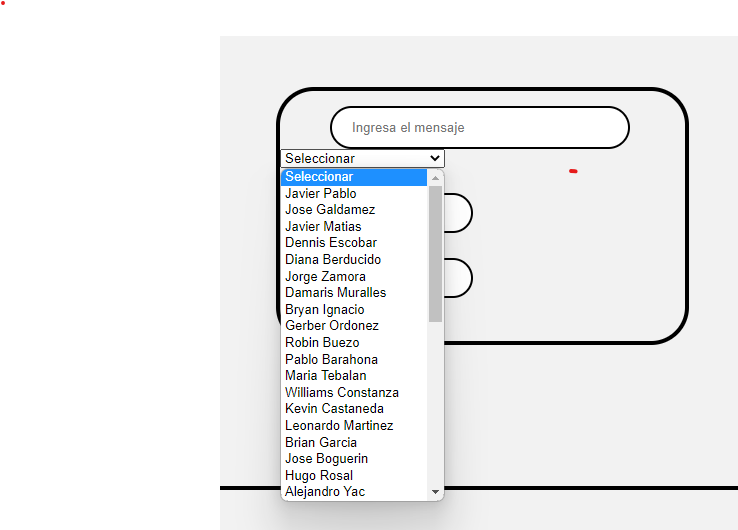 Ingresa el mensaje
Seleccionar
Seleccionar
Javier Pablo
Jose Galdamez
Javier Matias
Dennis Escobar
Diana Berducido
Jorge Zamora
Damaris Muralles
Bryan Ignacio
Gerber Ordonez
Robin Buezo
Pablo Barahona
Maria Tebalan
Williams Constanza
Kevin Castaneda
Leonardo Martinez
Brian Garcia
Jose Boguerin
Hugo Rosal
Alejandro Yac